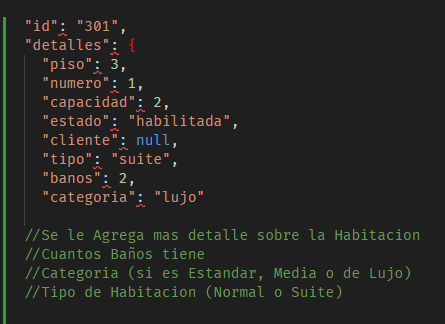 "id": "301",
"detalles": {
"piso": 3,
"numero": 1,
"capacidad": 2,
"estado": "habilitada",
"cliente": null,
"tipo": "suite",
"banos": 2,
"categoria": "lujo"
//Se le Agrega mas detalle sobre la Habitacion
//Cuantos Baños tiene
//Categoria (si es Estandar, Media o de Lujo)
//Tipo de Habitacion (Normal o Suite)